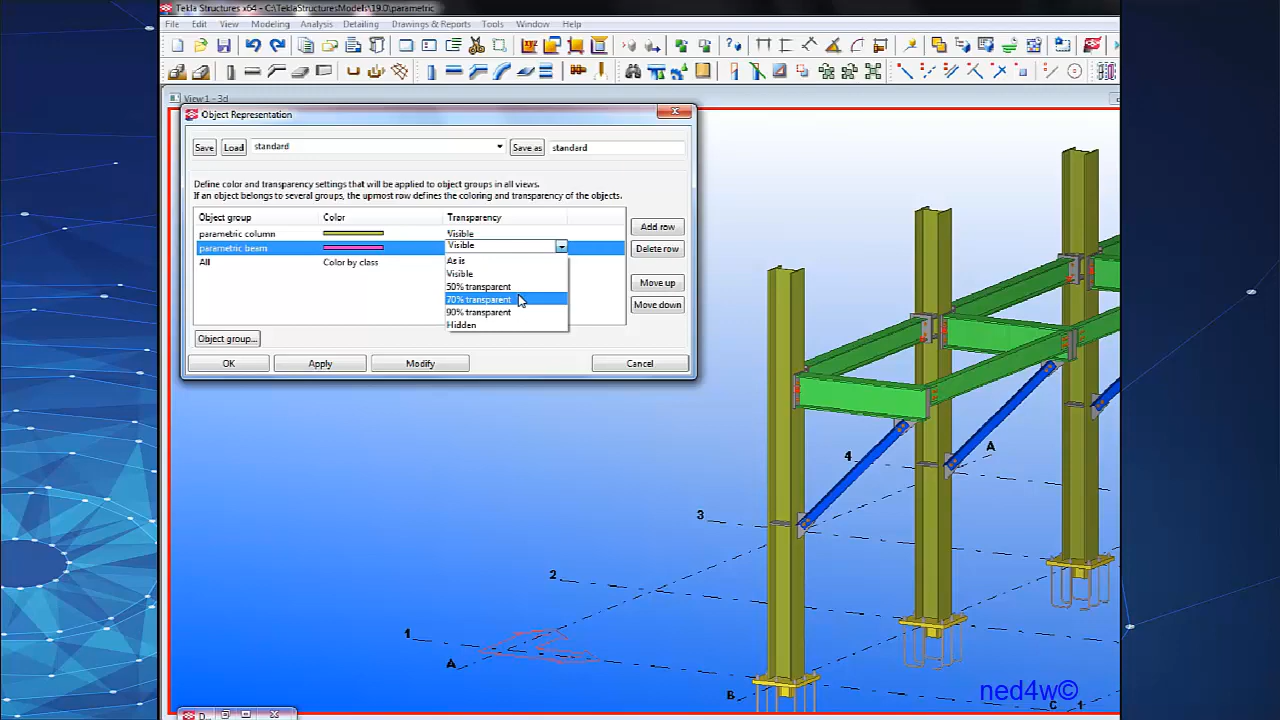 Tekla Structures x64 - C:\TeklaStructuresModels\19.0\parametric
File Edit View Modeling Analysis Detailing Drawings & Reports Tools Window Help
View 1 - 3d
Object Representation
Save Load standard Save as standard
Define color and transparency settings that will be applied to object groups in all views.
If an object belongs to several groups, the upmost row defines the coloring and transparency of the objects.
Object group Color Transparency
Add row
parametric column Visible
parametric beam Visible
Delete row
All Color by class
As is
Visible
50% transparent
Move up
70% transparent
Move down
90% transparent
Hidden
Object group...
OK Apply Modify Cancel
4
A
3
2
1
A
B
C 1
ned4w©
D...